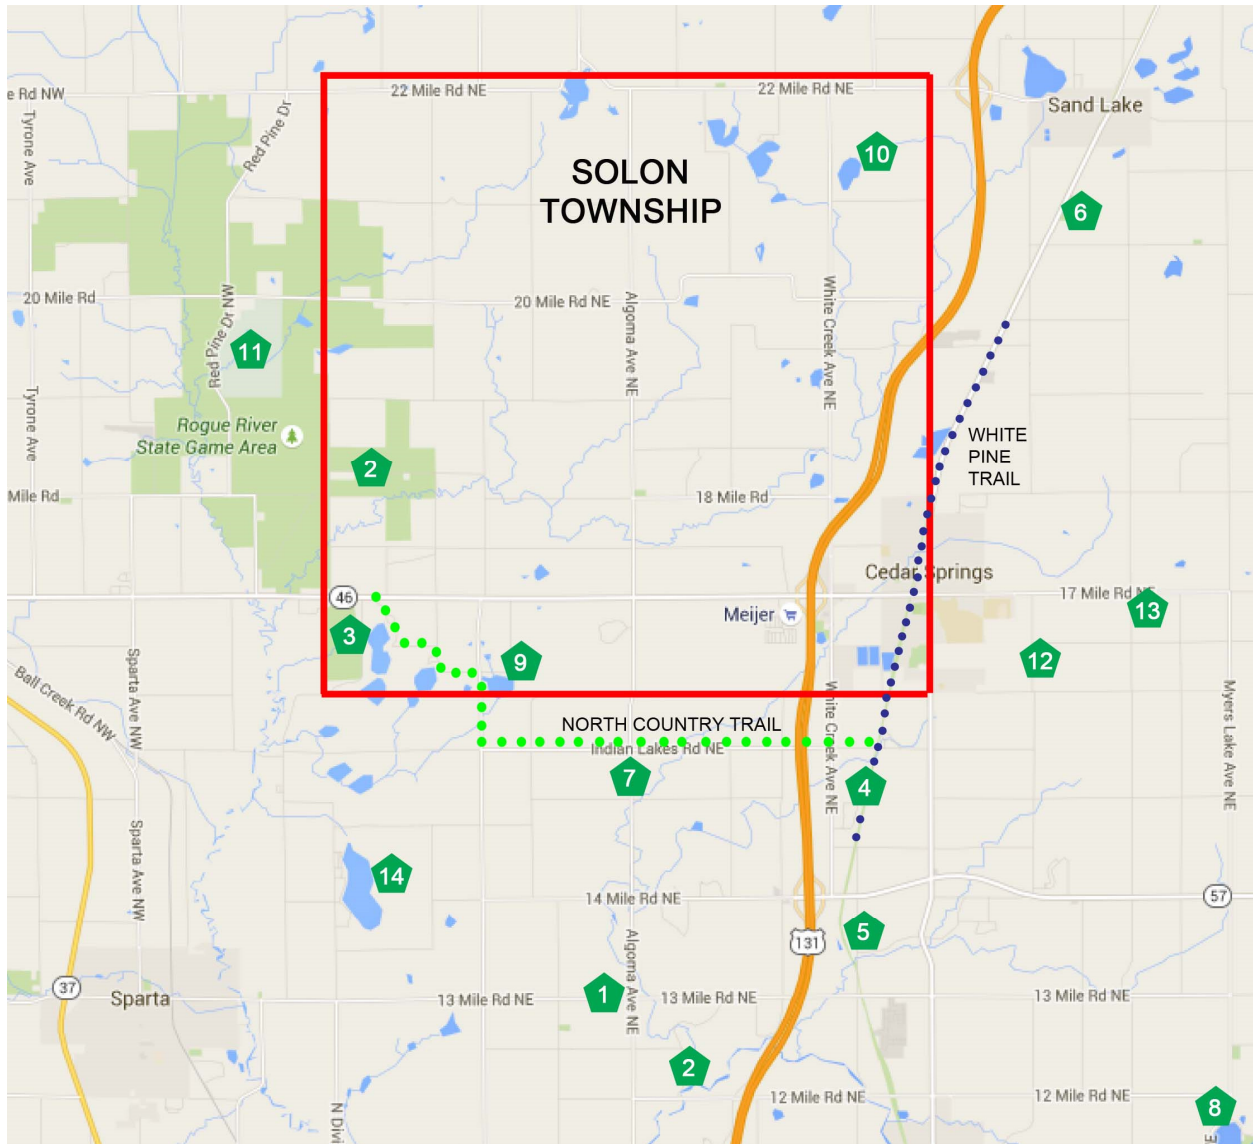 e Rd NW
22 Mile Rd NE
22 Mile Rd NE
Sand Lake
Tyrone Ave
Red Pine Dr
SOLON
TOWNSHIP
10
6
20 Mile Rd
20 Mile Rd NE
Algoma Ave NE
White Creek Ave NE
Red Pine Dr NW
11
Tyrone Ave
Rogue River
State Game Area
WHITE
PINE
TRAIL
2
Mile Rd
18 Mile Rd
Cedar Springs
46
17 Mile Rd NE
Meijer
13
3
9
12
Sparta Ave NW
Ball Creek Rd NW
White Creek Ave NE
Myers Lake Ave NE
NORTH COUNTRY TRAIL
Indian Lakes Rd NE
7
4
Sparta Ave NW
14
14 Mile Rd NE
57
5
131
Algoma Ave NE
37
Sparta
13 Mile Rd NE
1
13 Mile Rd NE
13 Mile Rd NE
2
12 Mile Rd NE
12 Mile Rd NE
8
N Divi
E